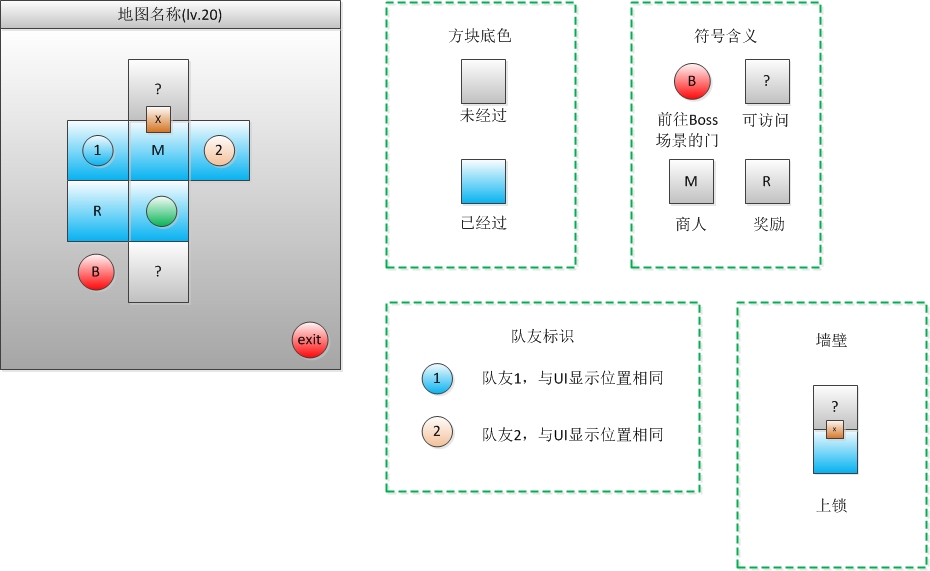 地图名称(lv.20)
?
X
1
M
2
R
B
?
exit
方块底色
未经过
已经过
符号含义
B
?
前往Boss
场景的门
可访问
M
R
商人
奖励
队友标识
1
队友1，与UI显示位置相同
2
队友2，与UI显示位置相同
墙壁
?
x
上锁